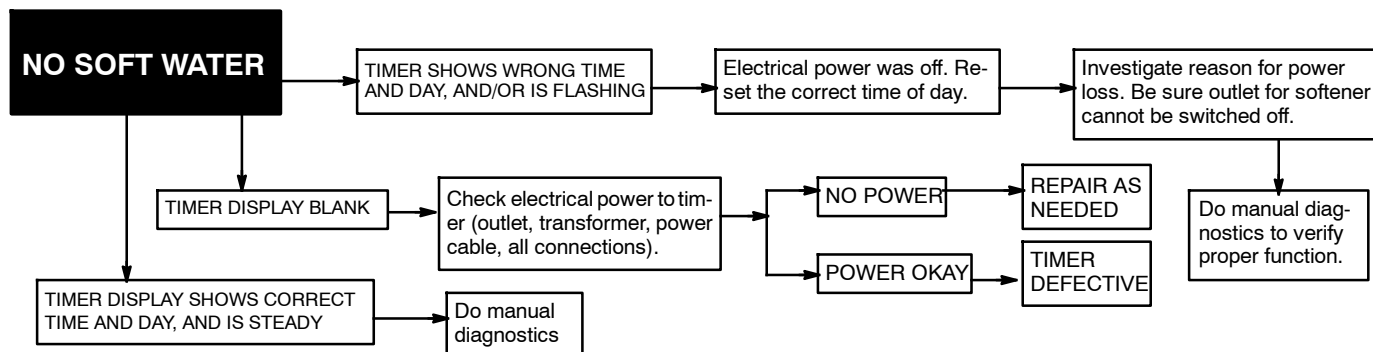 NO SOFT WATER
TIMER SHOWS WRONG TIME
AND DAY, AND/OR IS FLASHING
Electrical power was off. Re-
set the correct time of day.
Investigate reason for power
loss. Be sure outlet for softener
cannot be switched off.
Do manual diag-
nostics to verify
proper function.
TIMER DISPLAY BLANK
Check electrical power to tim-
er (outlet, transformer, power
cable, all connections).
NO POWER
REPAIR AS
NEEDED
POWER OKAY
TIMER
DEFECTIVE
TIMER DISPLAY SHOWS CORRECT
TIME AND DAY, AND IS STEADY
Do manual
diagnostics